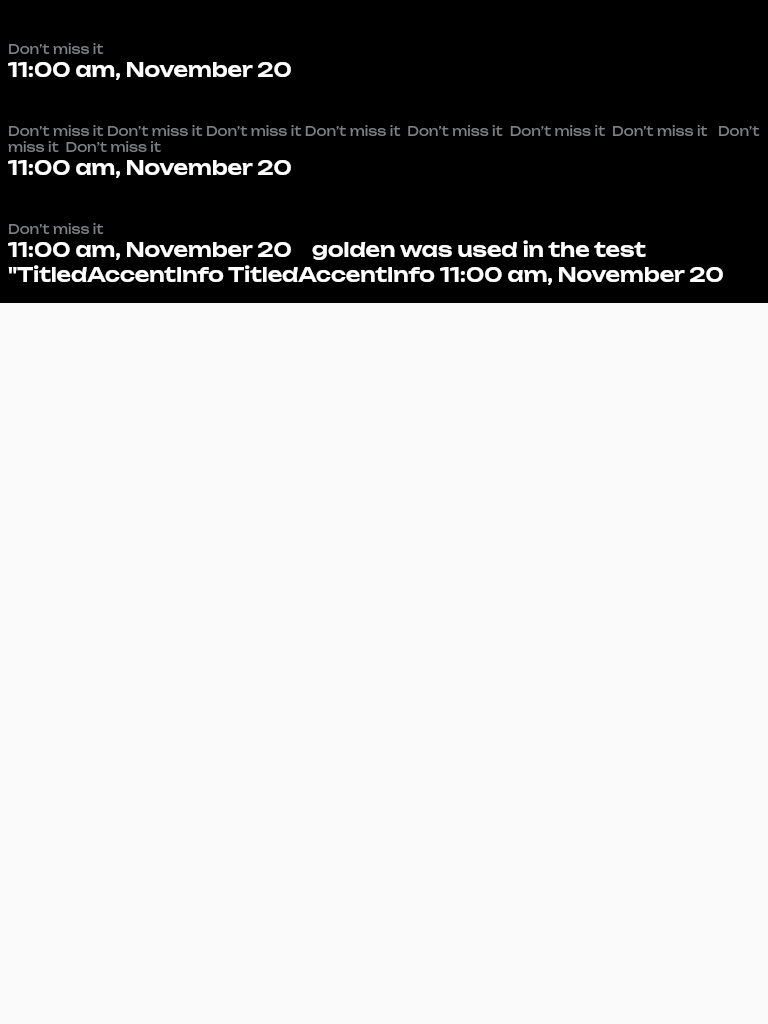 Don't miss it
11:00 am, November 20
Don't miss it Don't miss it Don't miss it Don't miss it  Don't miss it  Don't miss it  Don't miss it   Don't
miss it  Don't miss it
11:00 am, November 20
Don't miss it
11:00 am, November 20    golden was used in the test
"TitledAccentInfo TitledAccentInfo 11:00 am, November 20